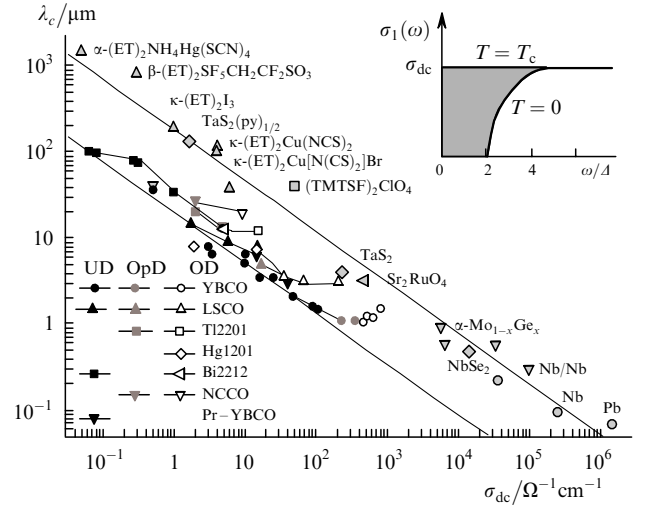 λc/μm
10³
10²
10
1
10⁻¹
α-(ET)2NH4Hg(SCN)4
β-(ET)2SF5CH2CF2SO3
κ-(ET)2I3
TaS2(py)1/2
κ-(ET)2Cu(NCS)2
κ-(ET)2Cu[N(CS)2]Br
(TMTSF)2ClO4
TaS2
Sr2RuO4
α-Mo1−xGex
NbSe2
Nb/Nb
Nb
Pb
UD OpD OD
YBCO
LSCO
Tl2201
Hg1201
Bi2212
NCCO
Pr−YBCO
10⁻¹ 1 10 10² 10³ 10⁴ 10⁵ 10⁶
σdc/Ω⁻¹cm⁻¹
σ1(ω)
σdc
T = Tc
T = 0
0 2 4 ω/Δ